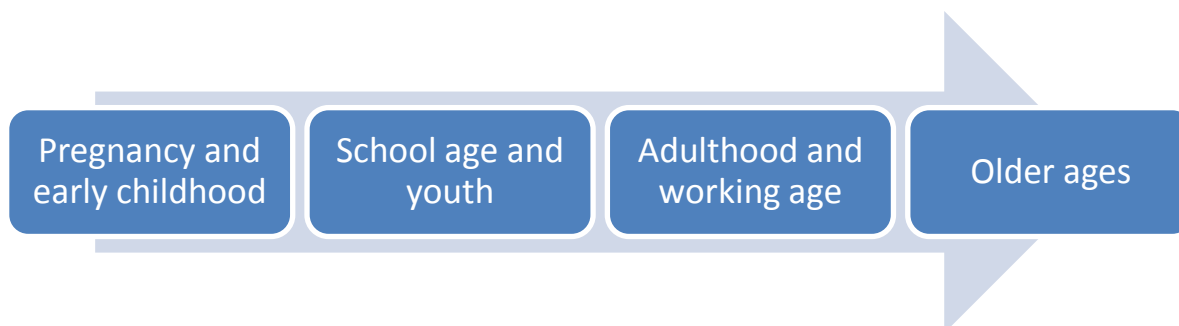 Pregnancy and
early childhood
School age and
youth
Adulthood and
working age
Older ages